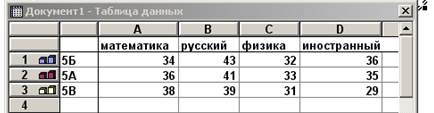 Документ1 - Таблица данных
A B C D
математика русский физика иностранный
1 5Б 34 43 32 36
2 5А 36 41 33 35
3 5В 38 39 31 29
4